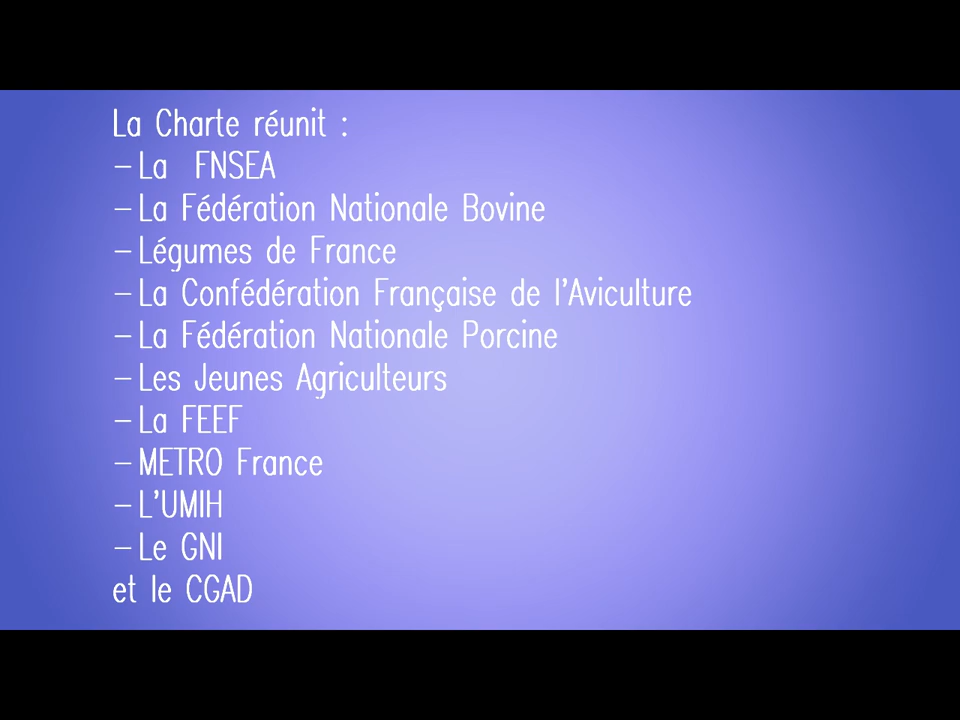 La Charte réunit :
– La FNSEA
– La Fédération Nationale Bovine
– Légumes de France
– La Confédération Française de l'Aviculture
– La Fédération Nationale Porcine
– Les Jeunes Agriculteurs
– La FEEF
– METRO France
– L'UMIH
– Le GNI
et le CGAD